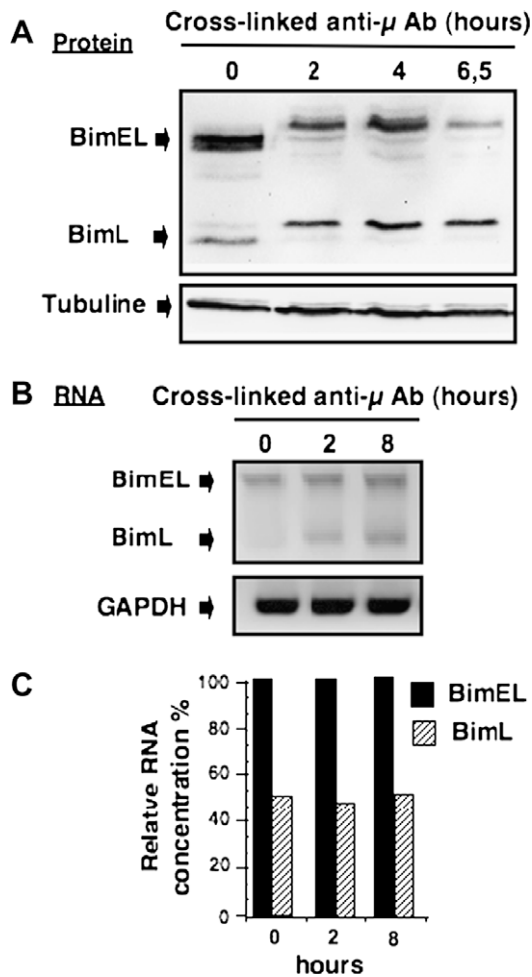 A Protein Cross-linked anti-μ Ab (hours)
0 2 4 6,5
BimEL
BimL
Tubuline
B RNA Cross-linked anti-μ Ab (hours)
0 2 8
BimEL
BimL
GAPDH
C
Relatve RNA
concentration %
100
80
60
40
20
0
0 2 8
hours
BimEL
BimL